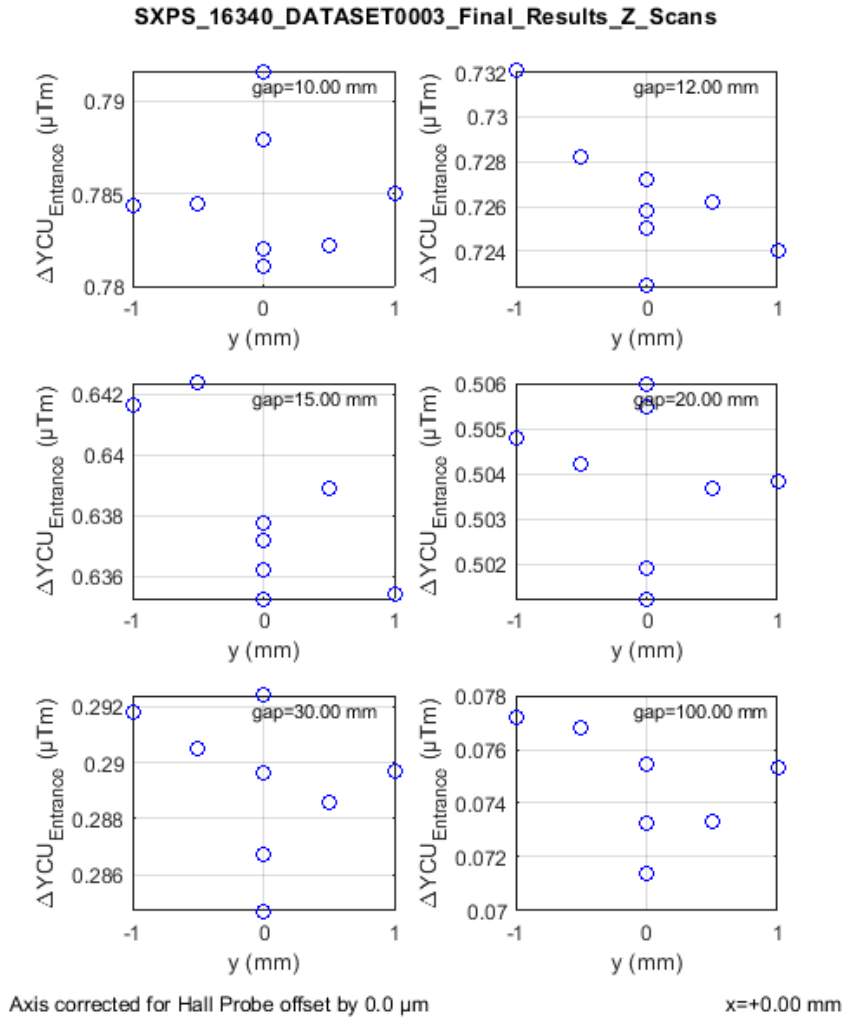 SXPS_16340_DATASET0003_Final_Results_Z_Scans
gap=10.00 mm
ΔYCU_Entrance (μTm)
0.79
0.785
0.78
-1 0 1
y (mm)
gap=12.00 mm
ΔYCU_Entrance (μTm)
0.732
0.73
0.728
0.726
0.724
-1 0 1
y (mm)
gap=15.00 mm
ΔYCU_Entrance (μTm)
0.642
0.64
0.638
0.636
-1 0 1
y (mm)
gap=20.00 mm
ΔYCU_Entrance (μTm)
0.506
0.505
0.504
0.503
0.502
-1 0 1
y (mm)
gap=30.00 mm
ΔYCU_Entrance (μTm)
0.292
0.29
0.288
0.286
-1 0 1
y (mm)
gap=100.00 mm
ΔYCU_Entrance (μTm)
0.078
0.076
0.074
0.072
0.07
-1 0 1
y (mm)
Axis corrected for Hall Probe offset by 0.0 μm
x=+0.00 mm